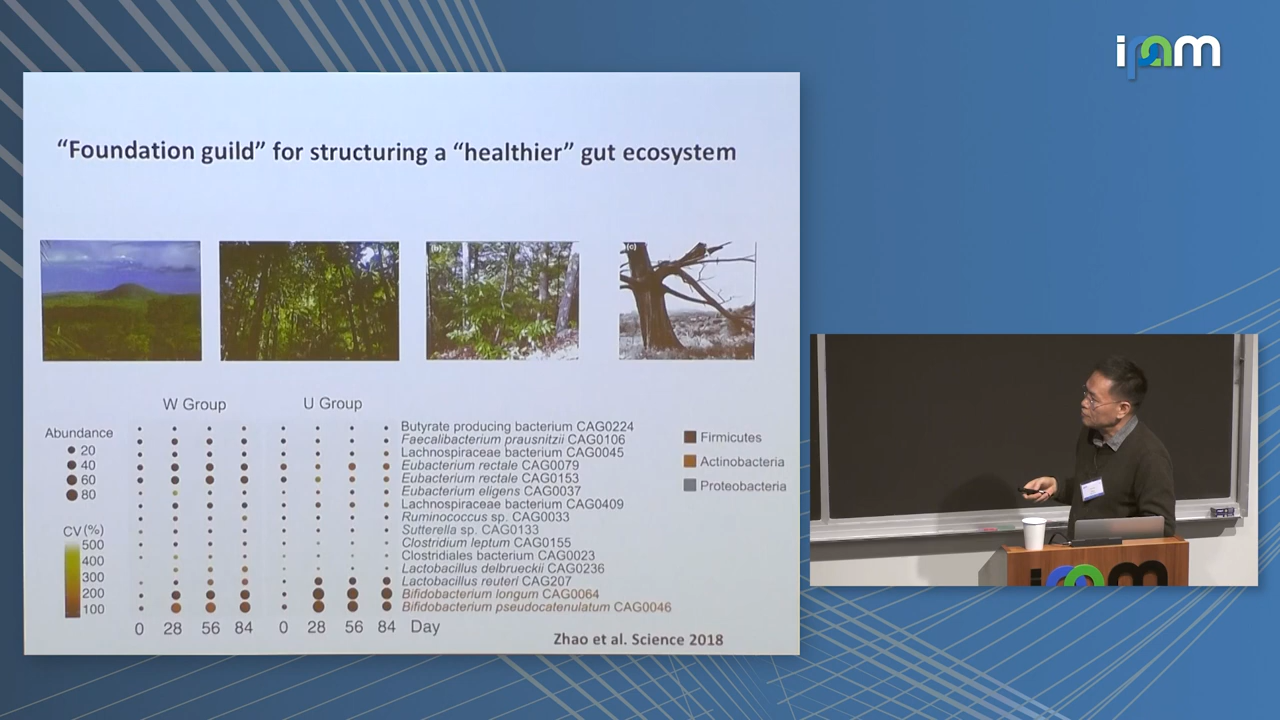 ipam
“Foundation guild” for structuring a “healthier” gut ecosystem
(b)
(c)
W Group
U Group
Abundance
20
40
60
80
CV(%)
500
400
300
200
100
Butyrate producing bacterium CAG0224
Faecalibacterium prausnitzii CAG0106
Lachnospiraceae bacterium CAG0045
Eubacterium rectale CAG0079
Eubacterium rectale CAG0153
Eubacterium eligens CAG0037
Lachnospiraceae bacterium CAG0409
Ruminococcus sp. CAG0033
Sutterella sp. CAG0133
Clostridium leptum CAG0155
Clostridiales bacterium CAG0023
Lactobacillus delbrueckii CAG0236
Lactobacillus reuteri CAG207
Bifidobacterium longum CAG0064
Bifidobacterium pseudocatenulatum CAG0046
Firmicutes
Actinobacteria
Proteobacteria
0 28 56 84 0 28 56 84 Day
Zhao et al. Science 2018
ipam